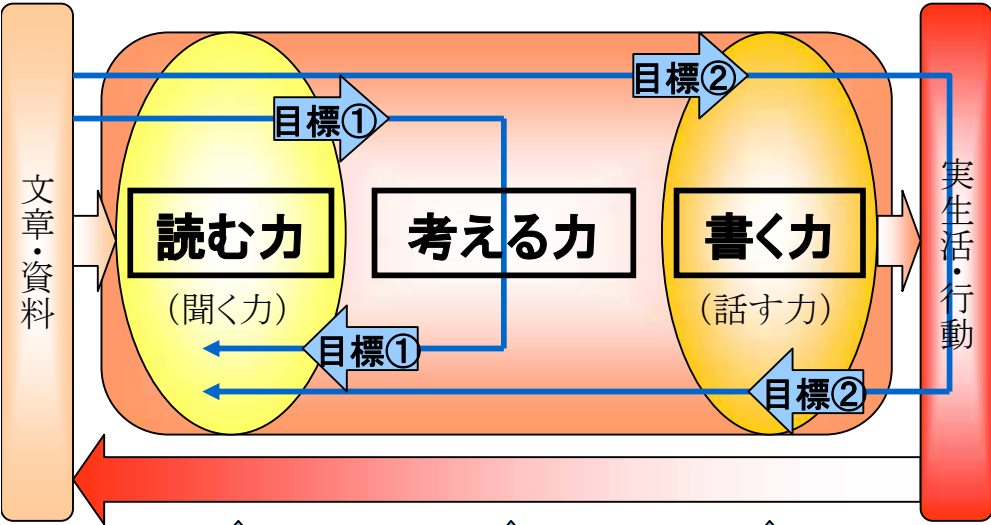 文章・資料
目標①
目標②
読む力
(聞く力)
考える力
書く力
(話す力)
目標①
目標②
実生活・行動